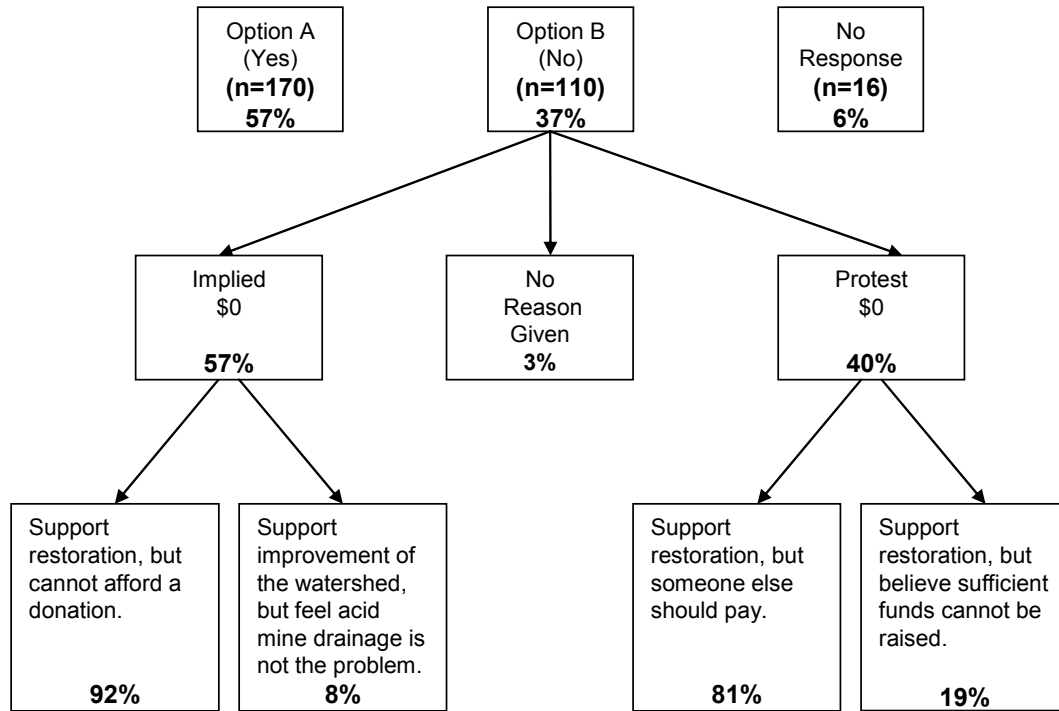 Option A
(Yes)
(n=170)
57%
Option B
(No)
(n=110)
37%
No
Response
(n=16)
6%
Implied
$0
57%
No
Reason
Given
3%
Protest
$0
40%
Support
restoration, but
cannot afford a
donation.
92%
Support
improvement of
the watershed,
but feel acid
mine drainage is
not the problem.
8%
Support
restoration, but
someone else
should pay.
81%
Support
restoration, but
believe sufficient
funds cannot be
raised.
19%